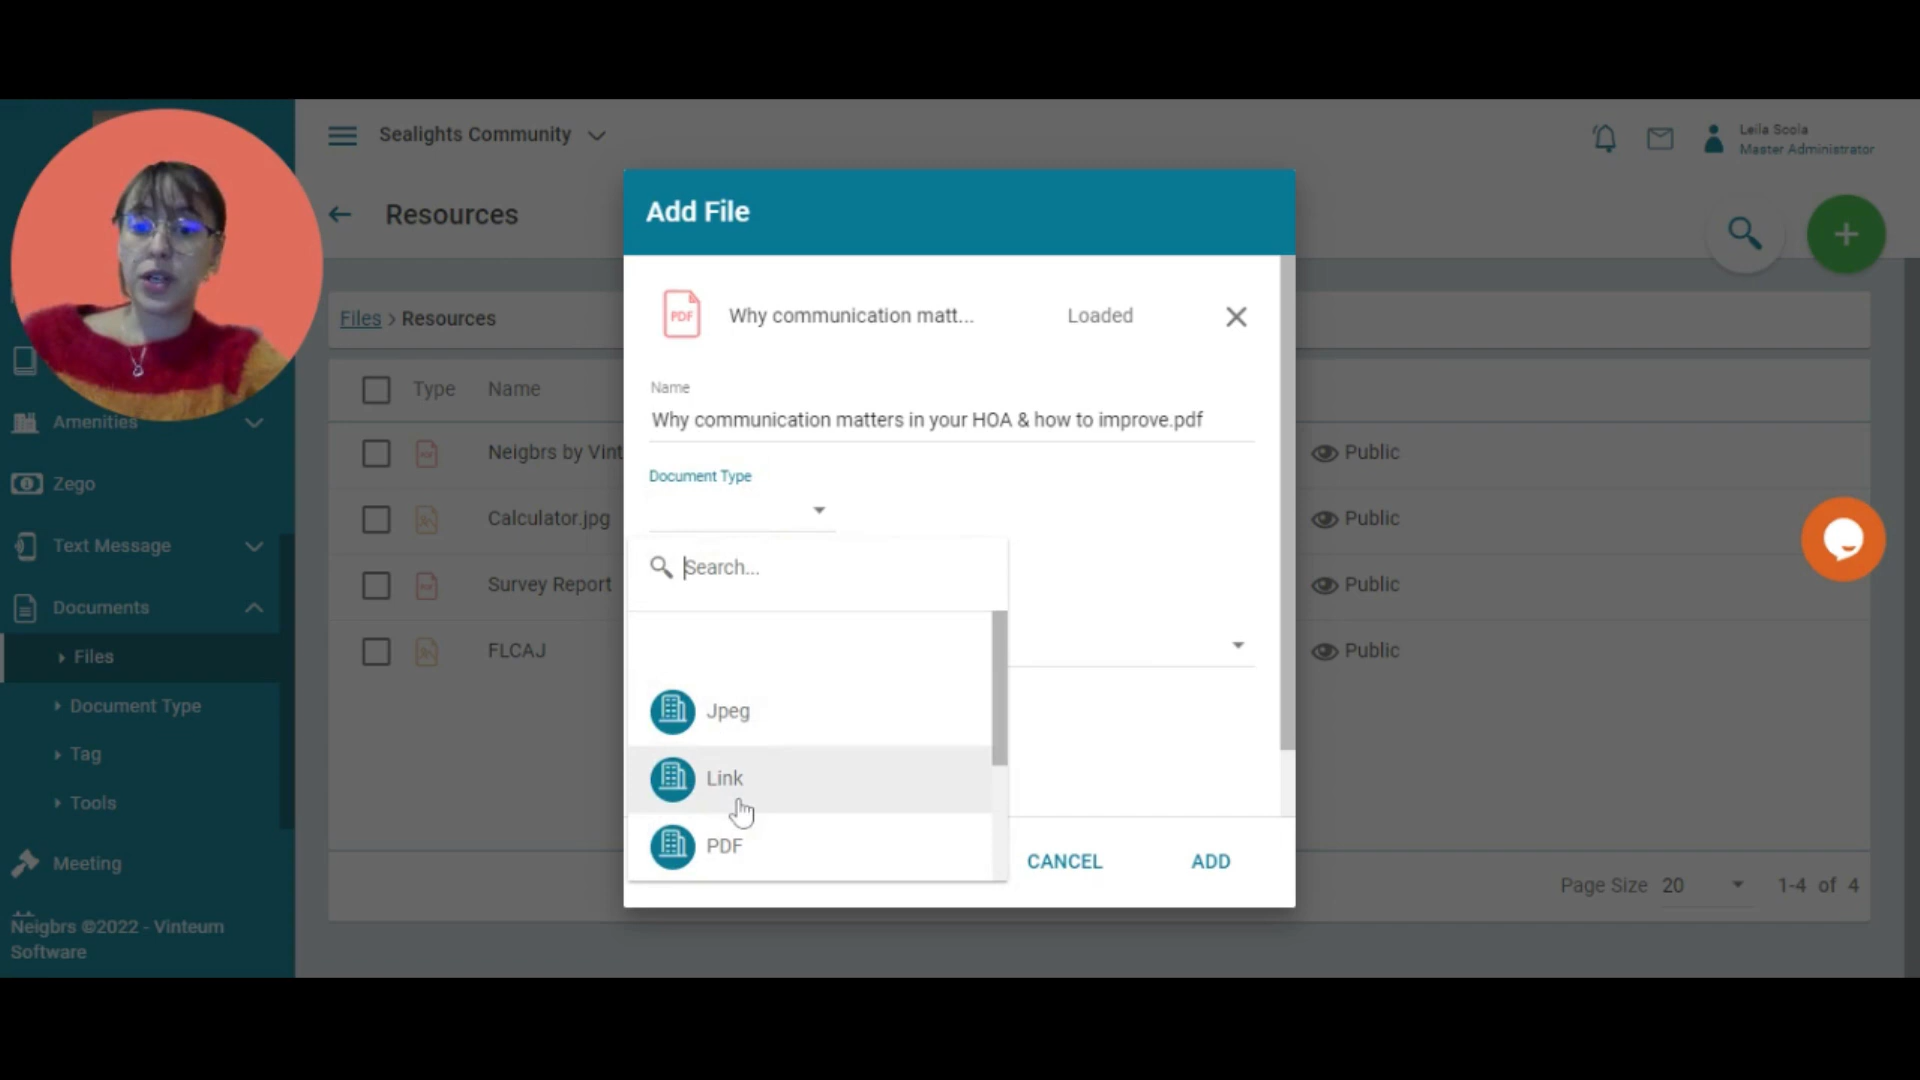 Sealights Community
Leila Scola
Master Administrator
Resources
Files > Resources
Type Name
Neigbrs by Vint
Public
Calculator.jpg
Public
Survey Report
Public
FLCAJ
Public
Page Size 20
1-4 of 4
Amenities
Zego
Text Message
Documents
Files
Document Type
Tag
Tools
Meeting
Neigbrs ©2022 - Vinteum
Software
Add File
PDF
Why communication matt...
Loaded
Name
Why communication matters in your HOA & how to improve.pdf
Document Type
Search...
Jpeg
Link
PDF
CANCEL
ADD